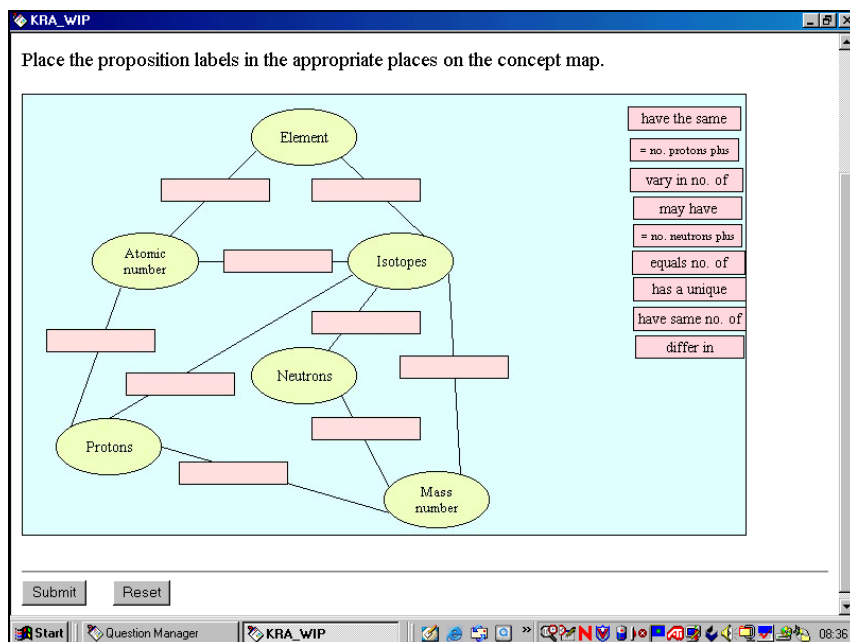 KRA_WIP
Place the proposition labels in the appropriate places on the concept map.
Element
Atomic
number
Isotopes
Neutrons
Protons
Mass
number
have the same
= no. protons plus
vary in no. of
may have
= no. neutrons plus
equals no. of
has a unique
have same no. of
differ in
Submit
Reset
Start
Question Manager
KRA_WIP
08:36